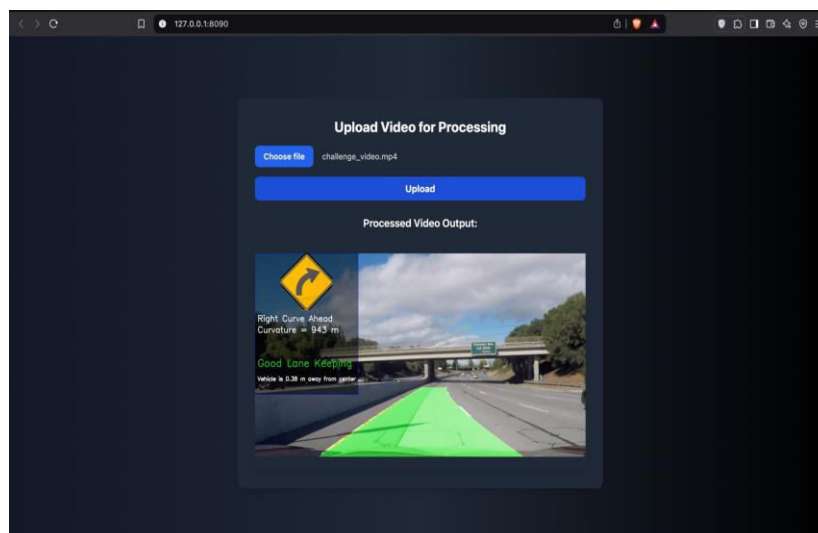 127.0.0.1:8090
Upload Video for Processing
Choose file challenge_video.mp4
Upload
Processed Video Output:
Right Curve Ahead
Curvature = 943 m
Good Lane Keeping
Vehicle is 0.38 m away from center